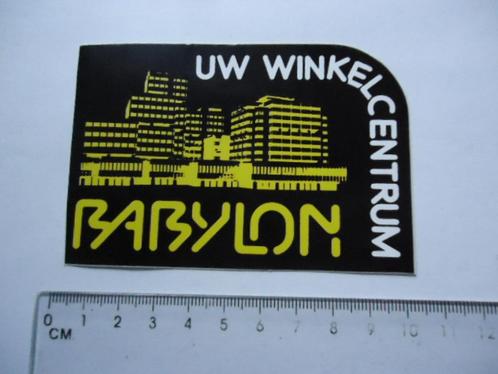 UW WINKELCENTRUM
BABYLON
0 1 2 3 4 5 6 7 8 9 10 11 12
CM